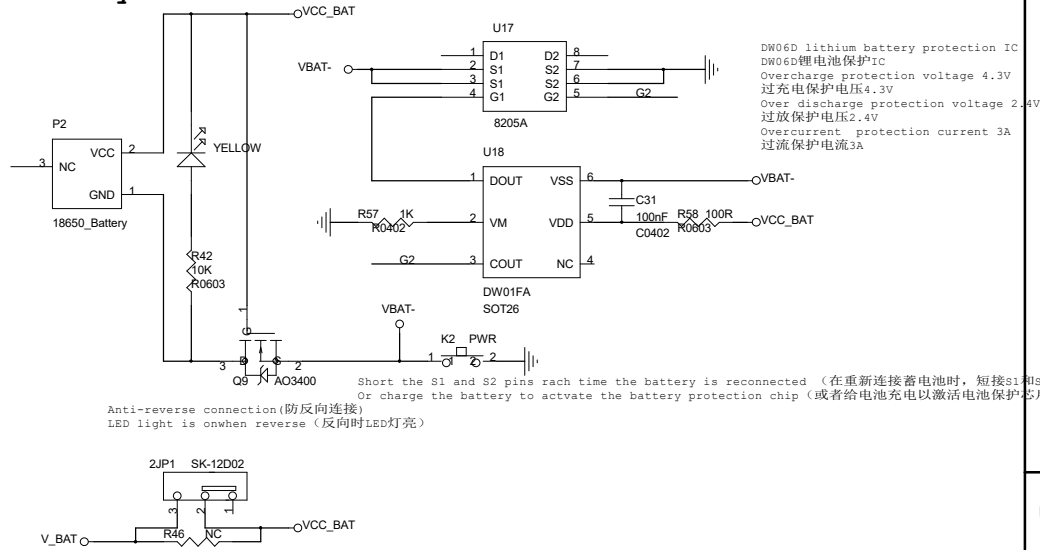 VCC_BAT
P2
VCC
2
3
NC
GND
1
18650_Battery
YELLOW
R42
10K
R0603
1
G
3
D
S
2
Q9
AO3400
VBAT-
K2 PWR
1
1
2
2
U17
1
D1
D2
8
VBAT-
2
S1
S2
7
3
S1
S2
6
4
G1
G2
5
G2
8205A
U18
1
DOUT
VSS
6
VBAT-
C31
R57
1K
R0402
2
VM
VDD
5
100nF
C0402
R58
100R
R0603
VCC_BAT
G2
3
COUT
NC
4
DW01FA
SOT26
DW06D lithium battery protection IC
DW06D锂电池保护IC
Overcharge protection voltage 4.3V
过充电保护电压4.3V
Over discharge protection voltage 2.4V
过放保护电压2.4V
Overcurrent protection current 3A
过流保护电流3A
Short the S1 and S2 pins rach time the battery is reconnected （在重新连接蓄电池时，短接S1和S
Or charge the battery to actvate the battery protection chip（或者给电池充电以激活电池保护芯
Anti-reverse connection(防反向连接)
LED light is onwhen reverse（反向时LED灯亮）
2JP1
SK-12D02
3
2
1
V_BAT
R46
NC
VCC_BAT